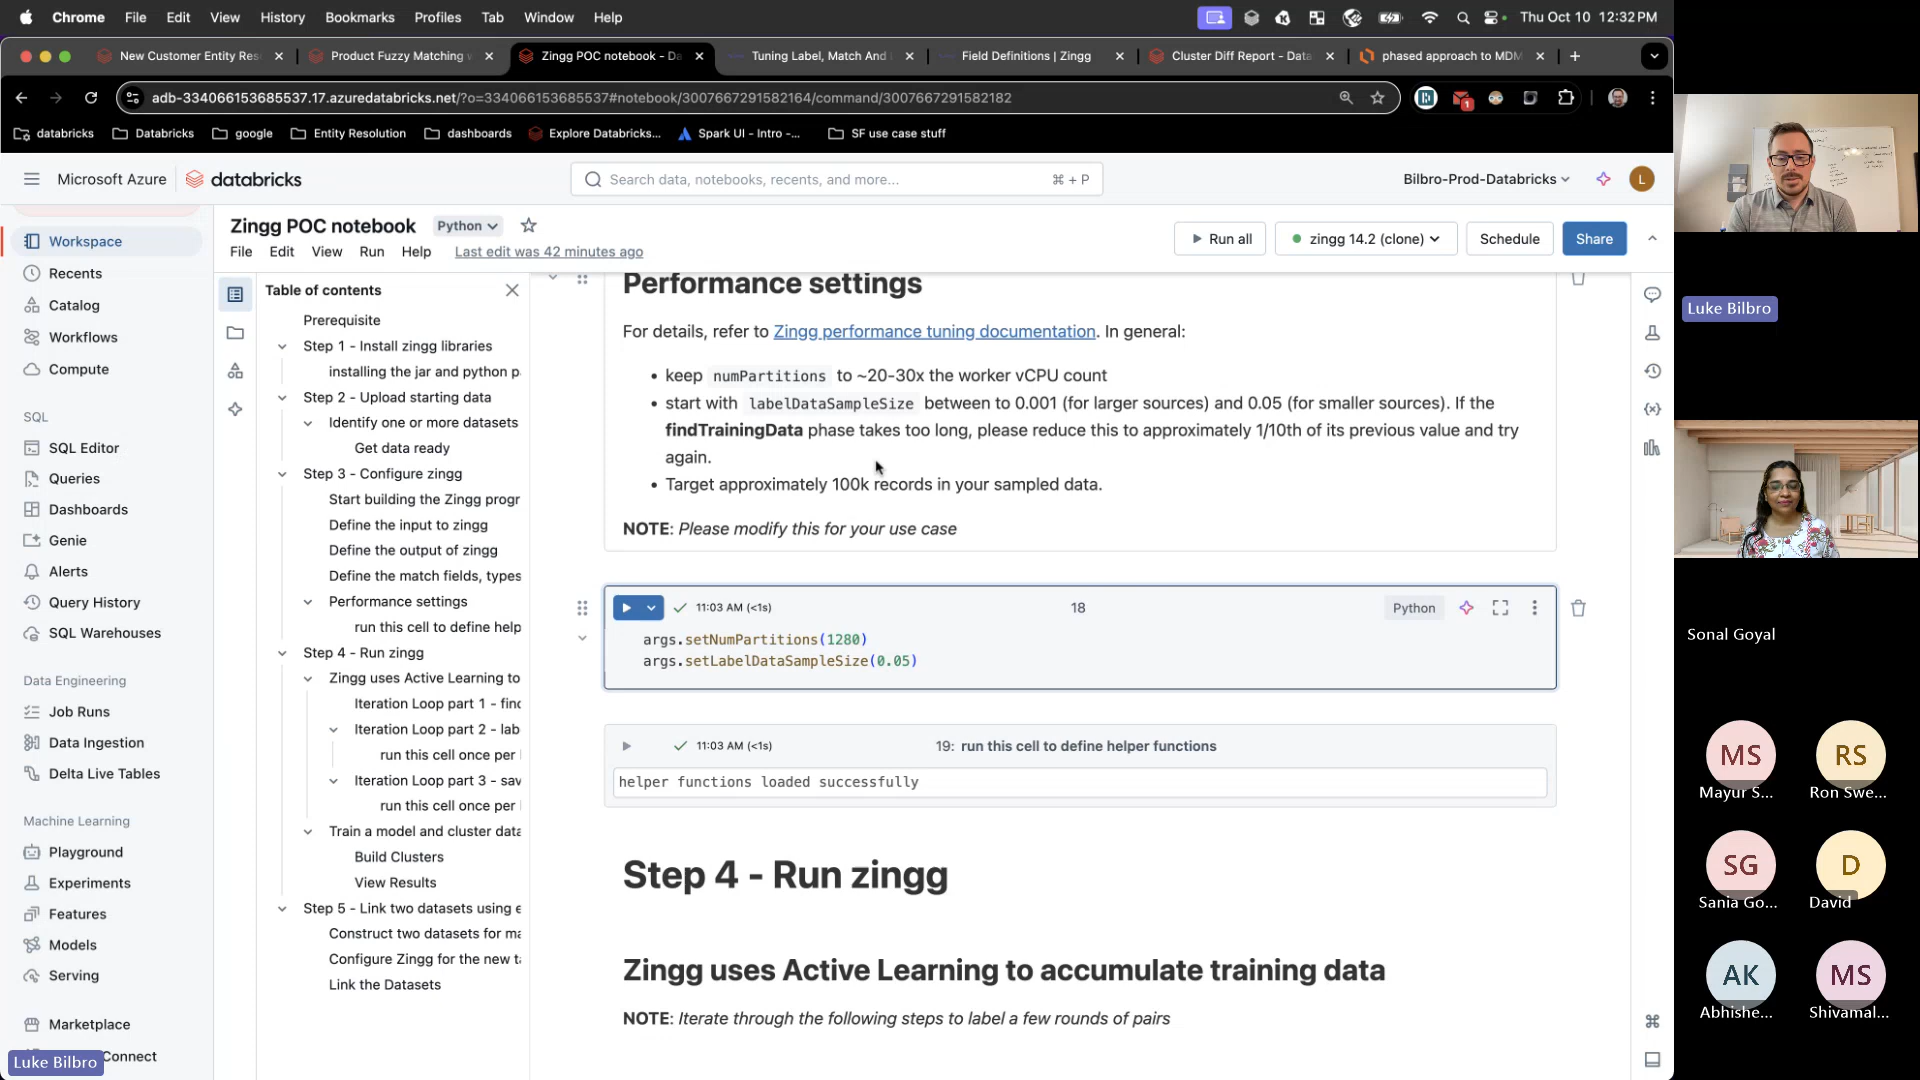 Chrome File Edit View History Bookmarks Profiles Tab Window Help Thu Oct 10 12:32 PM
New Customer Entity Res Product Fuzzy Matching w Zingg POC notebook - Da Tuning Label, Match And Field Definitions | Zingg Cluster Diff Report - Data phased approach to MDM
adb-334066153685537.17.azuredatabricks.net/?o=334066153685537#notebook/3007667291582164/command/3007667291582182
databricks Databricks google Entity Resolution dashboards Explore Databricks... Spark UI - Intro -... SF use case stuff
Microsoft Azure databricks Search data, notebooks, recents, and more... ⌘ + P Bilbro-Prod-Databricks L
Workspace
Recents
Catalog
Workflows
Compute
SQL
SQL Editor
Queries
Dashboards
Genie
Alerts
Query History
SQL Warehouses
Data Engineering
Job Runs
Data Ingestion
Delta Live Tables
Machine Learning
Playground
Experiments
Features
Models
Serving
Marketplace
Connect
Luke Bilbro
Zingg POC notebook Python
File Edit View Run Help Last edit was 42 minutes ago
Run all zingg 14.2 (clone) Schedule Share
Table of contents
Prerequisite
Step 1 - Install zingg libraries
installing the jar and python p
Step 2 - Upload starting data
Identify one or more datasets
Get data ready
Step 3 - Configure zingg
Start building the Zingg progr
Define the input to zingg
Define the output of zingg
Define the match fields, types
Performance settings
run this cell to define help
Step 4 - Run zingg
Zingg uses Active Learning to
Iteration Loop part 1 - find
Iteration Loop part 2 - lab
run this cell once per
Iteration Loop part 3 - sav
run this cell once per
Train a model and cluster data
Build Clusters
View Results
Step 5 - Link two datasets using e
Construct two datasets for ma
Configure Zingg for the new ta
Link the Datasets
Performance settings
For details, refer to Zingg performance tuning documentation. In general:
• keep numPartitions to ~20-30x the worker vCPU count
• start with labelDataSampleSize between to 0.001 (for larger sources) and 0.05 (for smaller sources). If the
findTrainingData phase takes too long, please reduce this to approximately 1/10th of its previous value and try
again.
• Target approximately 100k records in your sampled data.
NOTE: Please modify this for your use case
11:03 AM (<1s) 18 Python
args.setNumPartitions(1280)
args.setLabelDataSampleSize(0.05)
11:03 AM (<1s) 19: run this cell to define helper functions
helper functions loaded successfully
Step 4 - Run zingg
Zingg uses Active Learning to accumulate training data
NOTE: Iterate through the following steps to label a few rounds of pairs
Luke Bilbro
Sonal Goyal
MS RS
Mayur S... Ron Swe...
SG D
Sania Go... David
AK MS
Abhishe... Shivamal...